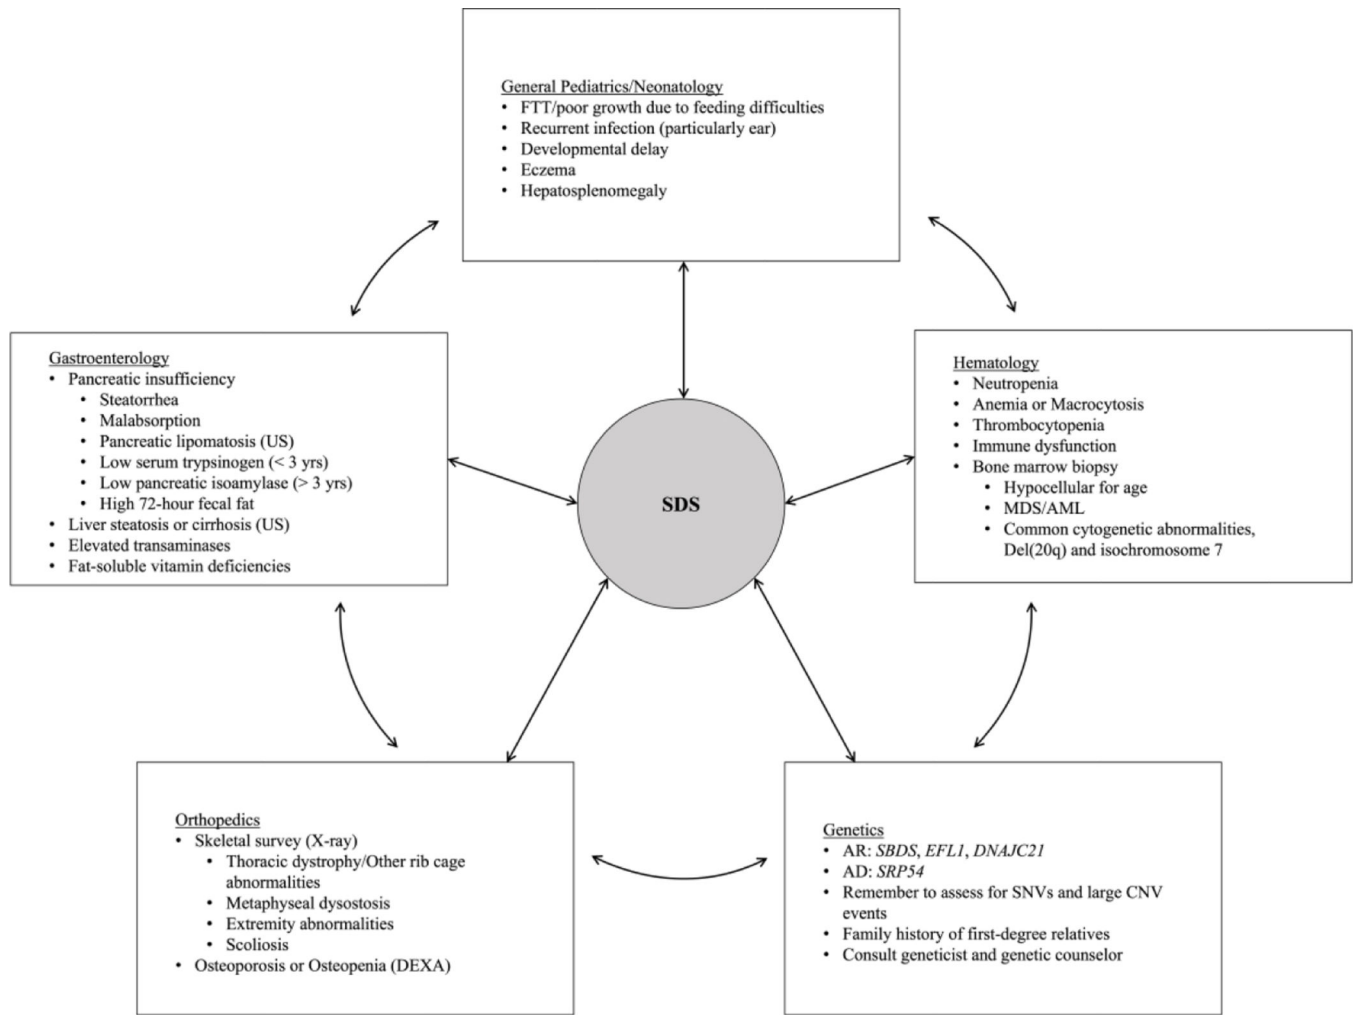 General Pediatrics/Neonatology
• FTT/poor growth due to feeding difficulties
• Recurrent infection (particularly ear)
• Developmental delay
• Eczema
• Hepatosplenomegaly
Gastroenterology
• Pancreatic insufficiency
• Steatorrhea
• Malabsorption
• Pancreatic lipomatosis (US)
• Low serum trypsinogen (< 3 yrs)
• Low pancreatic isoamylase (> 3 yrs)
• High 72-hour fecal fat
• Liver steatosis or cirrhosis (US)
• Elevated transaminases
• Fat-soluble vitamin deficiencies
SDS
Hematology
• Neutropenia
• Anemia or Macrocytosis
• Thrombocytopenia
• Immune dysfunction
• Bone marrow biopsy
• Hypocellular for age
• MDS/AML
• Common cytogenetic abnormalities,
Del(20q) and isochromosome 7
Orthopedics
• Skeletal survey (X-ray)
• Thoracic dystrophy/Other rib cage
abnormalities
• Metaphyseal dysostosis
• Extremity abnormalities
• Scoliosis
• Osteoporosis or Osteopenia (DEXA)
Genetics
• AR: SBDS, EFL1, DNAJC21
• AD: SRP54
• Remember to assess for SNVs and large CNV
events
• Family history of first-degree relatives
• Consult geneticist and genetic counselor